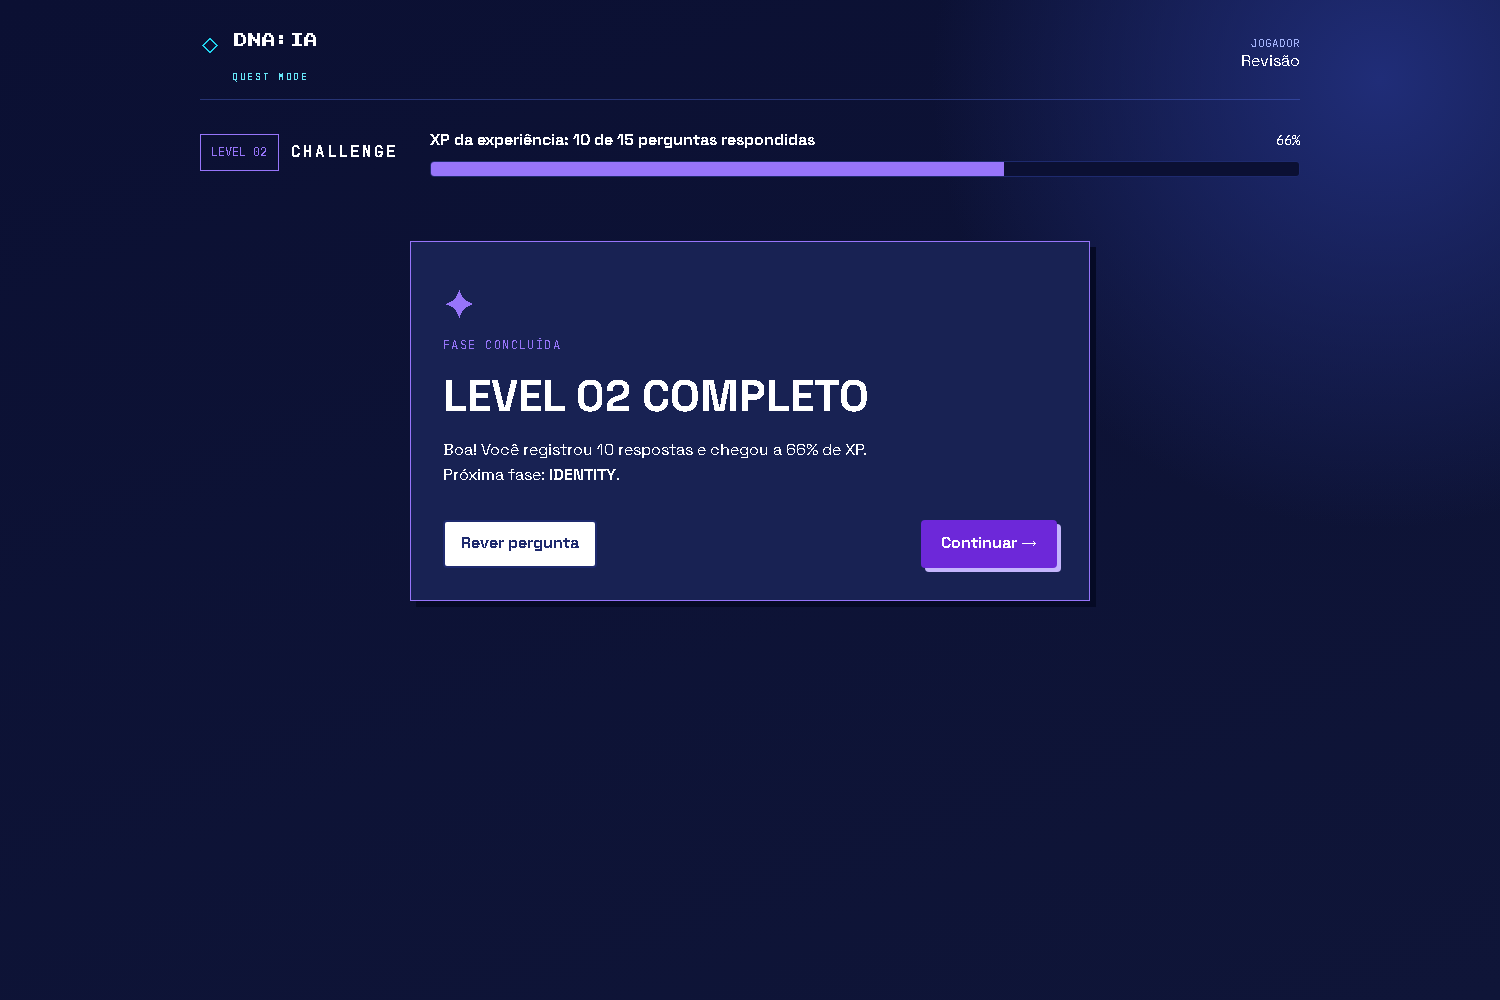 DNA:IA
QUEST MODE
JOGADOR
Revisão
LEVEL 02
CHALLENGE
XP da experiência: 10 de 15 perguntas respondidas
66%
FASE CONCLUÍDA
LEVEL 02 COMPLETO
Boa! Você registrou 10 respostas e chegou a 66% de XP.
Próxima fase: IDENTITY.
Rever pergunta
Continuar →